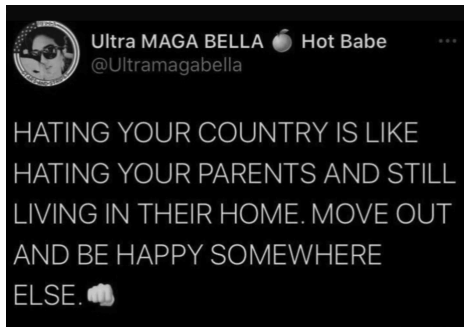 Ultra MAGA BELLA 🍑 Hot Babe
@Ultramagabella
HATING YOUR COUNTRY IS LIKE
HATING YOUR PARENTS AND STILL
LIVING IN THEIR HOME. MOVE OUT
AND BE HAPPY SOMEWHERE
ELSE.👊